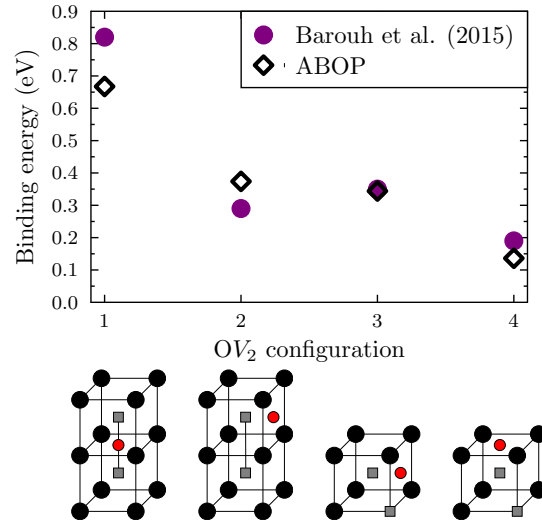 Barouh et al. (2015)
ABOP
Binding energy (eV)
0.9
0.8
0.7
0.6
0.5
0.4
0.3
0.2
0.1
0.0
1 2 3 4
OV₂ configuration